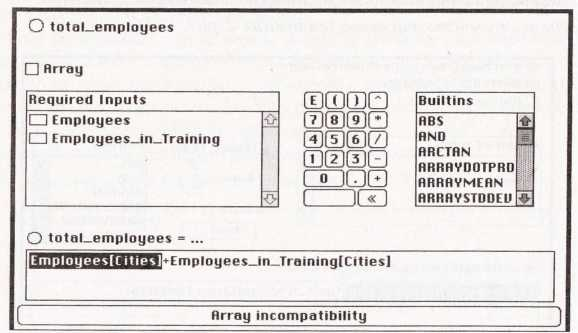 total_employees
Array
Required Inputs
Employees
Employees_in_Training
E ( ) ^
7 8 9 *
4 5 6 /
1 2 3 -
0 . +
«
Builtins
ABS
AND
ARCTAN
ARRAYDOTPRD
ARRAYMEAN
ARRAYSTDDEV
total_employees = ...
Employees[Cities]+Employees_in_Training[Cities]
Array incompatibility